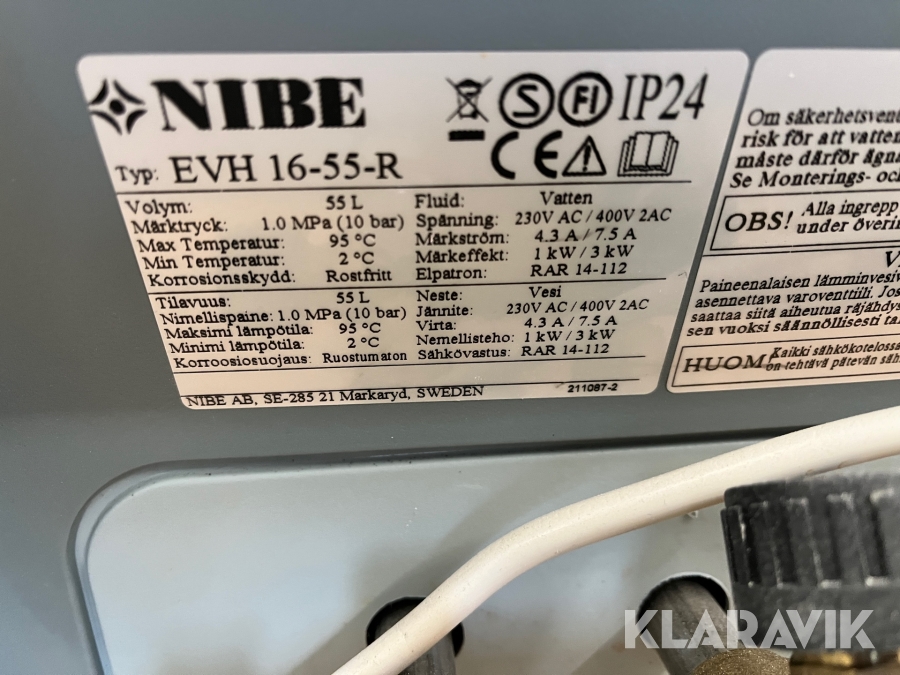 NIBE
S FI IP24
CE
Typ: EVH 16-55-R
Volym: 55 L Fluid: Vatten
Märktryck: 1.0 MPa (10 bar) Spänning: 230V AC / 400V 2AC
Max Temperatur: 95 °C Märkström: 4.3 A / 7.5 A
Min Temperatur: 2 °C Märkeffekt: 1 kW / 3 kW
Korrosionsskydd: Rostfritt Elpatron: RAR 14-112
Tilavuus: 55 L Neste: Vesi
Nimellispaine: 1.0 MPa (10 bar) Jännite: 230V AC / 400V 2AC
Maksimi lämpötila: 95 °C Virta: 4.3 A / 7.5 A
Minimi lämpötila: 2 °C Nemellisteho: 1 kW / 3 kW
Korroosiosuojaus: Ruostumaton Sähkövastus: RAR 14-112
NIBE AB, SE-285 21 Markaryd, SWEDEN 211087-2
Om säkerhetsvent
risk för att vatten
måste därför ägna
Se Monterings- och
OBS! Alla ingrepp
under överin
V
Paineenalaisen lämminvesiv
asennettava varoventtiili. Jos
saattaa siitä aiheutua räjähdys
sen vuoksi säännöllisesti ta
HUOM! Kaikki sähkökotelossa
on tehtävä pätevän säh
KLARAVIK